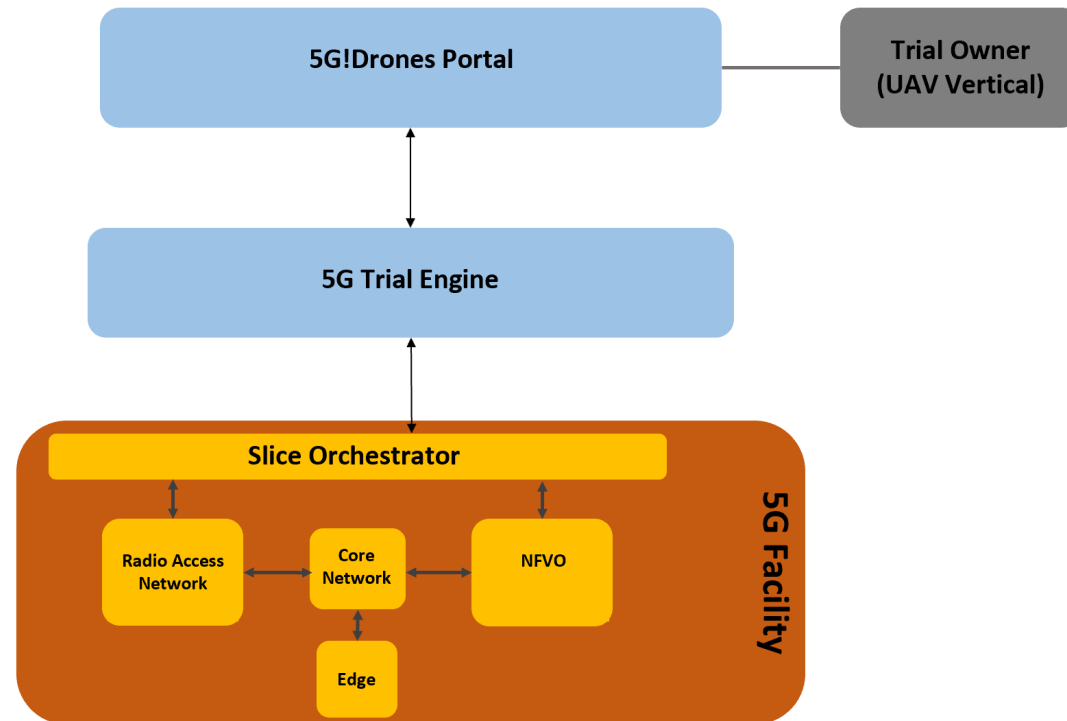 5G!Drones Portal
Trial Owner
(UAV Vertical)
5G Trial Engine
Slice Orchestrator
Radio Access
Network
Core
Network
NFVO
Edge
5G Facility